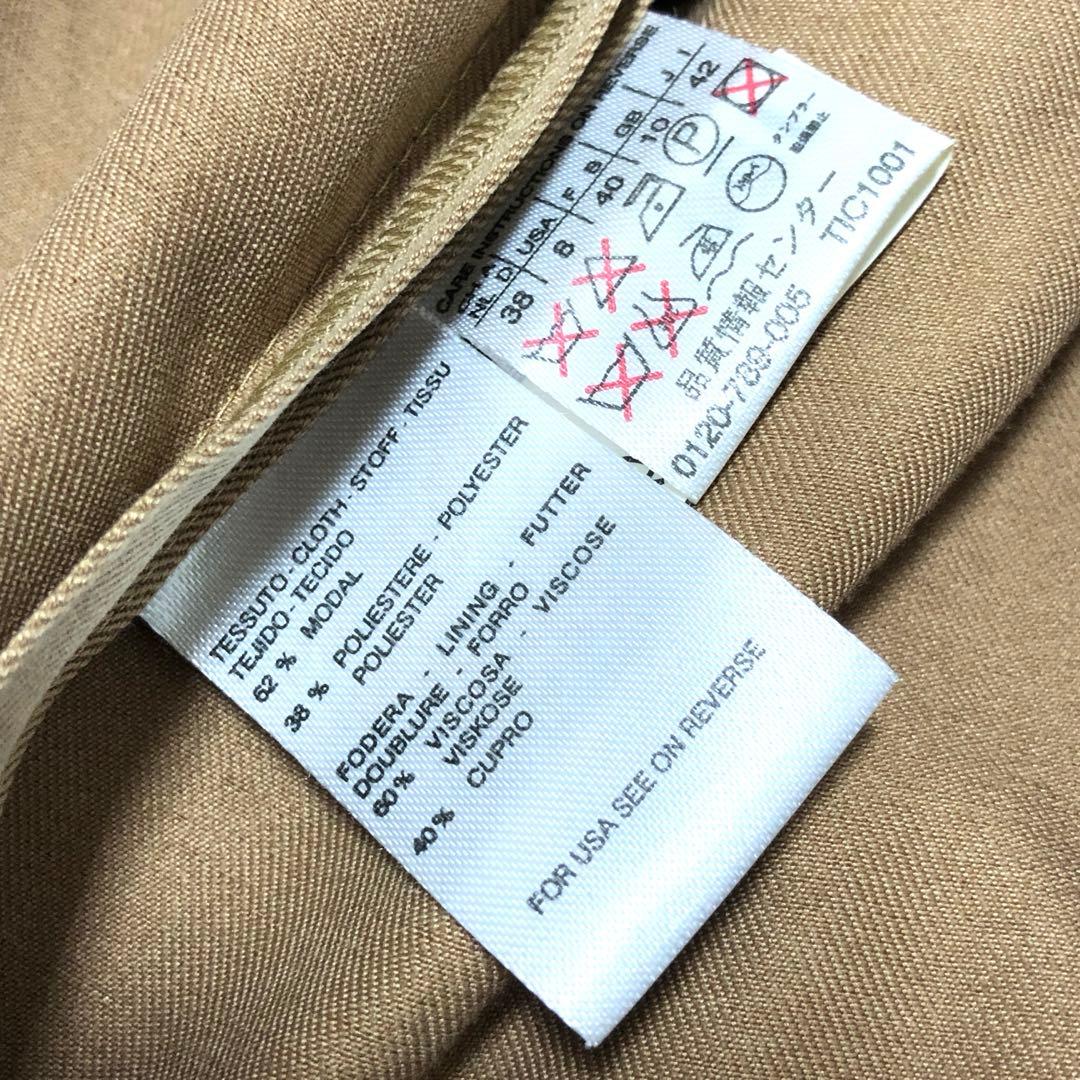 CARE INSTRUCTIONS ON REVERSE
NL D USA F B GB J I
38 8 40 10 42
P
タンブラー
乾燥禁止
品質情報センター
0120-789-005 TIC1001
TESSUTO - CLOTH - STOFF - TISSU
TEJIDO - TECIDO
62 % MODAL
38 % POLIESTERE - POLYESTER
POLIESTER
FODERA - LINING - FUTTER
DOUBLURE - FORRO
60% VISCOSA - VISCOSE
VISKOSE
40% CUPRO
FOR USA SEE ON REVERSE